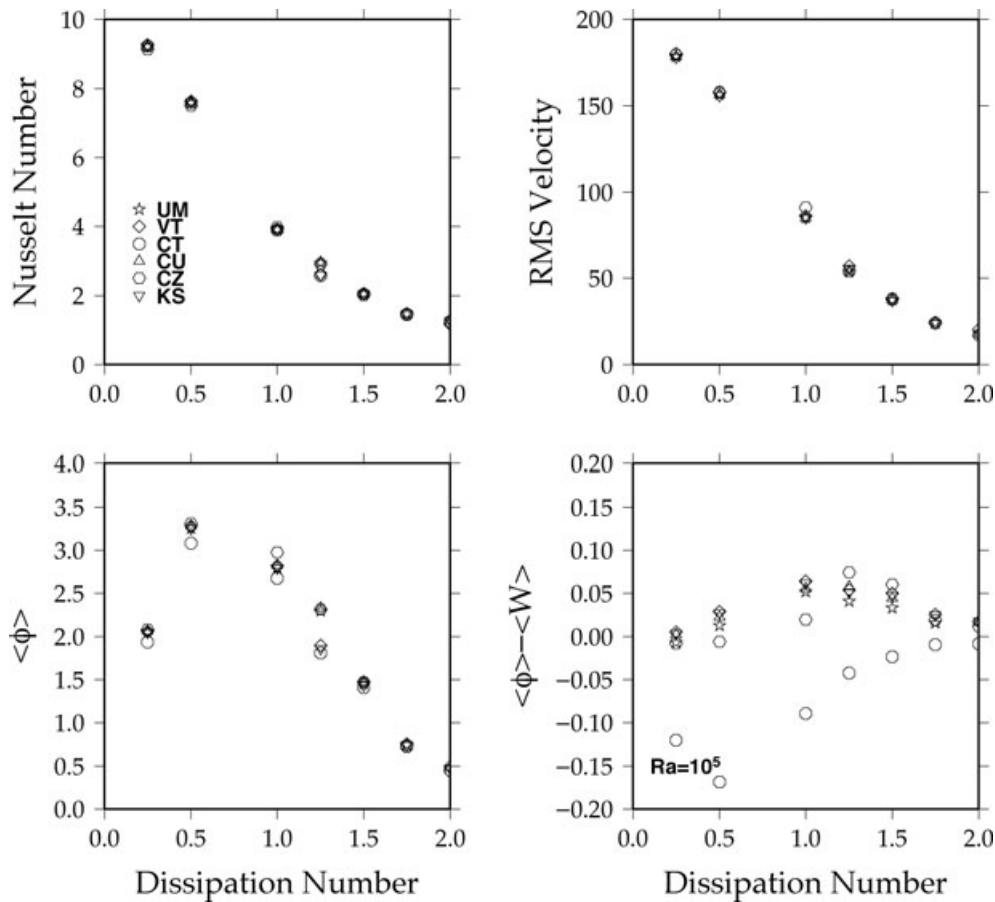 10
8
6
4
2
0
Nusselt Number
UM
VT
CT
CU
CZ
KS
0.0 0.5 1.0 1.5 2.0
200
150
100
50
0
RMS Velocity
0.0 0.5 1.0 1.5 2.0
4.0
3.5
3.0
2.5
2.0
1.5
1.0
0.5
0.0
<ϕ>
0.0 0.5 1.0 1.5 2.0
Dissipation Number
0.20
0.15
0.10
0.05
0.00
−0.05
−0.10
−0.15
−0.20
<ϕ>−<W>
Ra=10⁵
0.0 0.5 1.0 1.5 2.0
Dissipation Number